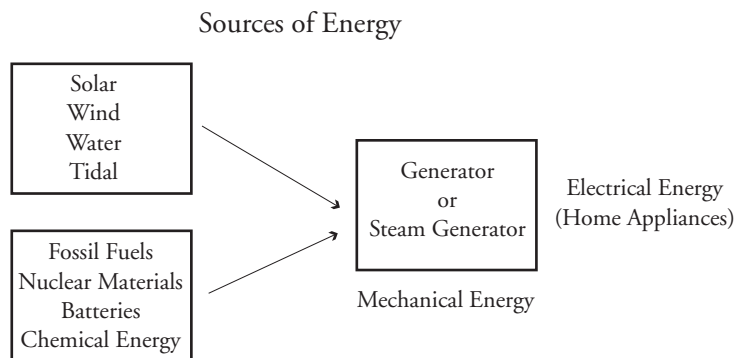 Sources of Energy
Solar
Wind
Water
Tidal
Fossil Fuels
Nuclear Materials
Batteries
Chemical Energy
Generator
or
Steam Generator
Mechanical Energy
Electrical Energy
(Home Appliances)